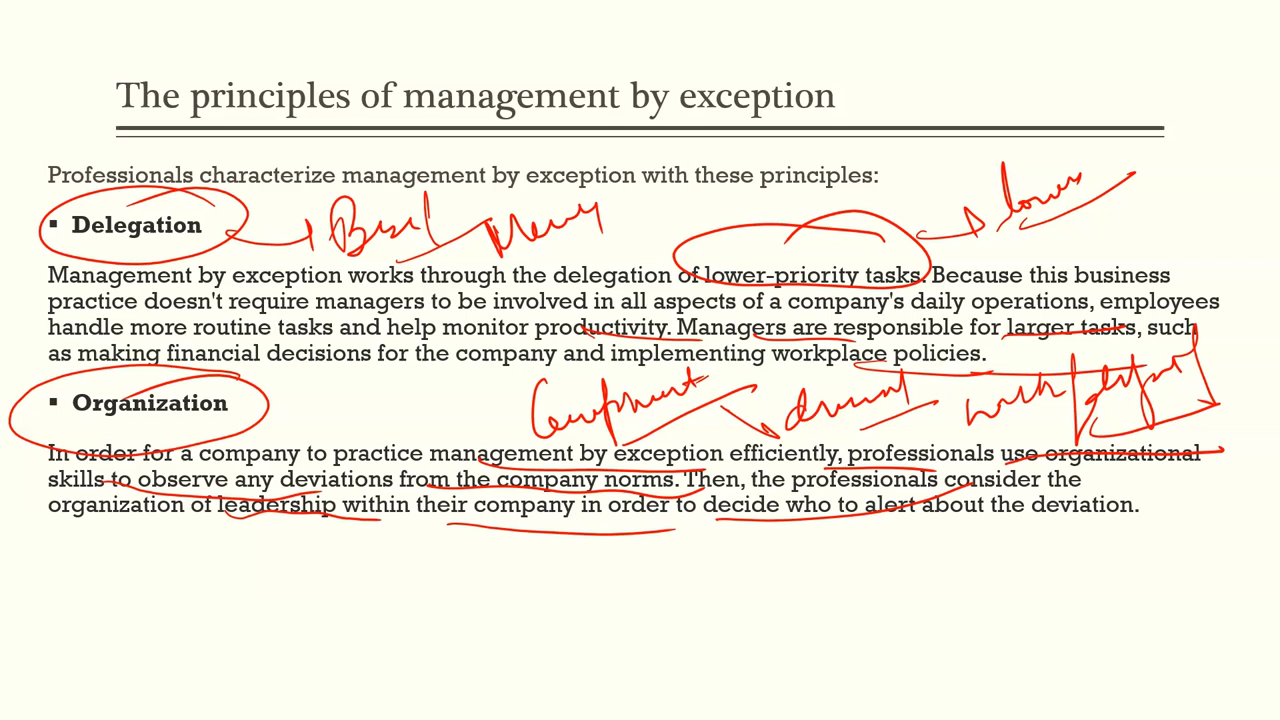 The principles of management by exception
Professionals characterize management by exception with these principles:
▪ Delegation
lower
Management by exception works through the delegation of lower-priority tasks. Because this business
practice doesn't require managers to be involved in all aspects of a company's daily operations, employees
handle more routine tasks and help monitor productivity. Managers are responsible for larger tasks, such
as making financial decisions for the company and implementing workplace policies.
▪ Organization
In order for a company to practice management by exception efficiently, professionals use organizational
skills to observe any deviations from the company norms. Then, the professionals consider the
organization of leadership within their company in order to decide who to alert about the deviation.